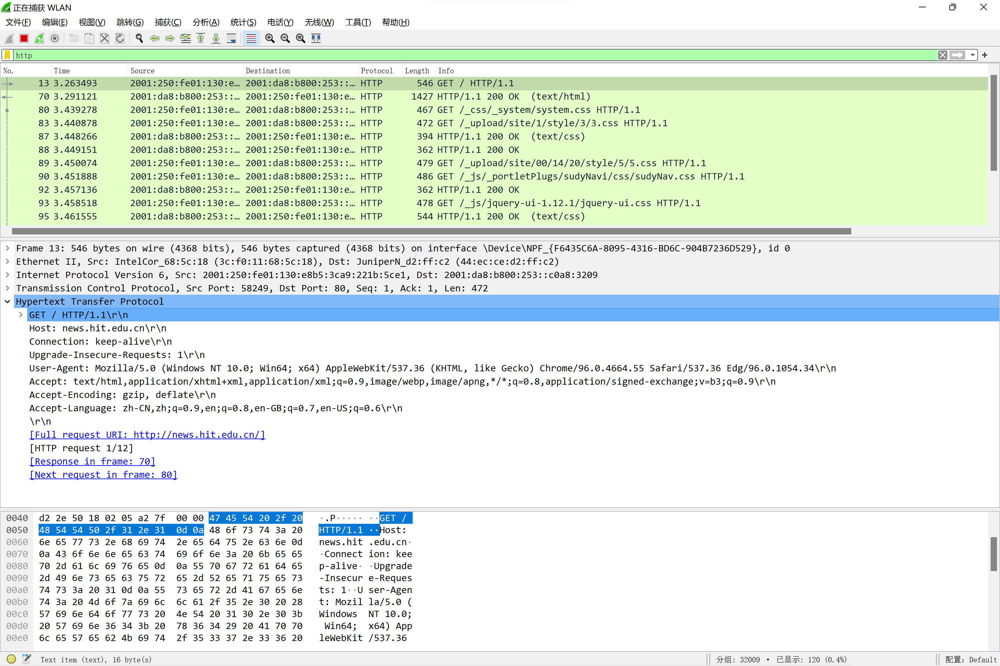 正在捕获 WLAN
文件(F) 编辑(E) 视图(V) 跳转(G) 捕获(C) 分析(A) 统计(S) 电话(Y) 无线(W) 工具(T) 帮助(H)
http
No. Time Source Destination Protocol Length Info
13 3.263493 2001:250:fe01:130:e… 2001:da8:b800:253::… HTTP 546 GET / HTTP/1.1
70 3.291121 2001:da8:b800:253::… 2001:250:fe01:130:e… HTTP 1427 HTTP/1.1 200 OK (text/html)
80 3.439278 2001:250:fe01:130:e… 2001:da8:b800:253::… HTTP 467 GET /_css/_system/system.css HTTP/1.1
83 3.440878 2001:250:fe01:130:e… 2001:da8:b800:253::… HTTP 472 GET /_upload/site/1/style/3/3.css HTTP/1.1
87 3.448266 2001:da8:b800:253::… 2001:250:fe01:130:e… HTTP 394 HTTP/1.1 200 OK (text/css)
88 3.449151 2001:da8:b800:253::… 2001:250:fe01:130:e… HTTP 362 HTTP/1.1 200 OK
89 3.450074 2001:250:fe01:130:e… 2001:da8:b800:253::… HTTP 479 GET /_upload/site/00/14/20/style/5/5.css HTTP/1.1
90 3.451888 2001:250:fe01:130:e… 2001:da8:b800:253::… HTTP 486 GET /_js/_portletPlugs/sudyNavi/css/sudyNav.css HTTP/1.1
92 3.457136 2001:da8:b800:253::… 2001:250:fe01:130:e… HTTP 362 HTTP/1.1 200 OK
93 3.458518 2001:250:fe01:130:e… 2001:da8:b800:253::… HTTP 478 GET /_js/jquery-ui-1.12.1/jquery-ui.css HTTP/1.1
95 3.461555 2001:da8:b800:253::… 2001:250:fe01:130:e… HTTP 544 HTTP/1.1 200 OK (text/css)
Frame 13: 546 bytes on wire (4368 bits), 546 bytes captured (4368 bits) on interface \Device\NPF_{F6435C6A-8095-4316-BD6C-904B7236D529}, id 0
Ethernet II, Src: IntelCor_68:5c:18 (3c:f0:11:68:5c:18), Dst: JuniperN_d2:ff:c2 (44:ec:ce:d2:ff:c2)
Internet Protocol Version 6, Src: 2001:250:fe01:130:e8b5:3ca9:221b:5ce1, Dst: 2001:da8:b800:253::c0a8:3209
Transmission Control Protocol, Src Port: 58249, Dst Port: 80, Seq: 1, Ack: 1, Len: 472
Hypertext Transfer Protocol
GET / HTTP/1.1\r\n
Host: news.hit.edu.cn\r\n
Connection: keep-alive\r\n
Upgrade-Insecure-Requests: 1\r\n
User-Agent: Mozilla/5.0 (Windows NT 10.0; Win64; x64) AppleWebKit/537.36 (KHTML, like Gecko) Chrome/96.0.4664.55 Safari/537.36 Edg/96.0.1054.34\r\n
Accept: text/html,application/xhtml+xml,application/xml;q=0.9,image/webp,image/apng,*/*;q=0.8,application/signed-exchange;v=b3;q=0.9\r\n
Accept-Encoding: gzip, deflate\r\n
Accept-Language: zh-CN,zh;q=0.9,en;q=0.8,en-GB;q=0.7,en-US;q=0.6\r\n
\r\n
[Full request URI: http://news.hit.edu.cn/]
[HTTP request 1/12]
[Response in frame: 70]
[Next request in frame: 80]
0040 d2 2e 50 18 02 05 a2 7f 00 00 47 45 54 20 2f 20 ·.P····· ··GET /
0050 48 54 54 50 2f 31 2e 31 0d 0a 48 6f 73 74 3a 20 HTTP/1.1 ··Host:
0060 6e 65 77 73 2e 68 69 74 2e 65 64 75 2e 63 6e 0d news.hit .edu.cn·
0070 0a 43 6f 6e 6e 65 63 74 69 6f 6e 3a 20 6b 65 65 ·Connect ion: kee
0080 70 2d 61 6c 69 76 65 0d 0a 55 70 67 72 61 64 65 p-alive· ·Upgrade
0090 2d 49 6e 73 65 63 75 72 65 2d 52 65 71 75 65 73 -Insecur e-Reques
00a0 74 73 3a 20 31 0d 0a 55 73 65 72 2d 41 67 65 6e ts: 1··U ser-Agen
00b0 74 3a 20 4d 6f 7a 69 6c 6c 61 2f 35 2e 30 20 28 t: Mozil la/5.0 (
00c0 57 69 6e 64 6f 77 73 20 4e 54 20 31 30 2e 30 3b Windows NT 10.0;
00d0 20 57 69 6e 36 34 3b 20 78 36 34 29 20 41 70 70 Win64; x64) App
00e0 6c 65 57 65 62 4b 69 74 2f 35 33 37 2e 33 36 20 leWebKit /537.36
Text item (text), 16 byte(s) 分组: 32009 · 已显示: 120 (0.4%) 配置: Default